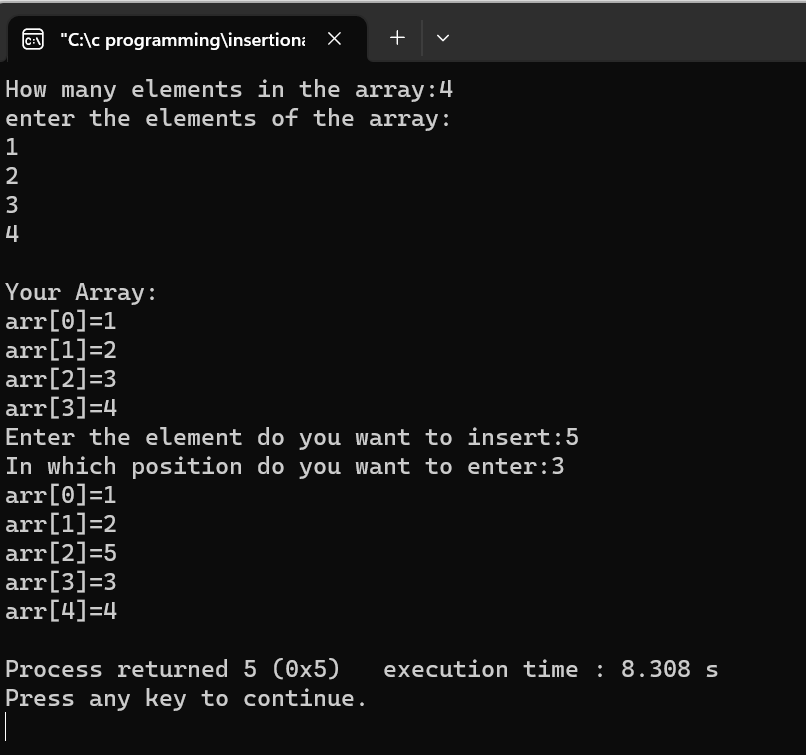 "C:\c programming\insertiona
How many elements in the array:4
enter the elements of the array:
1
2
3
4
Your Array:
arr[0]=1
arr[1]=2
arr[2]=3
arr[3]=4
Enter the element do you want to insert:5
In which position do you want to enter:3
arr[0]=1
arr[1]=2
arr[2]=5
arr[3]=3
arr[4]=4
Process returned 5 (0x5)   execution time : 8.308 s
Press any key to continue.